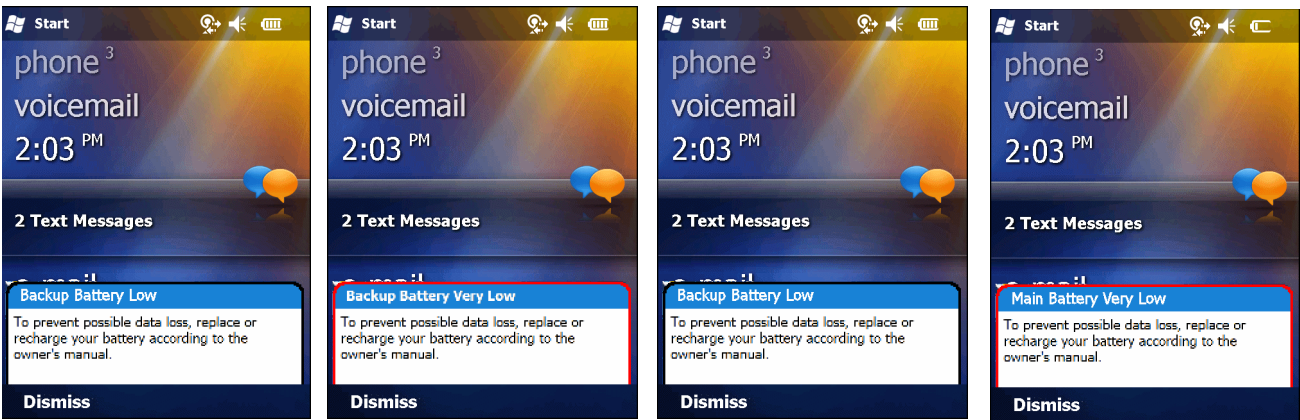 Start
phone 3
voicemail
2:03 PM
2 Text Messages
e-mail
Backup Battery Low
To prevent possible data loss, replace or
recharge your battery according to the
owner's manual.
Dismiss
Start
phone 3
voicemail
2:03 PM
2 Text Messages
e-mail
Backup Battery Very Low
To prevent possible data loss, replace or
recharge your battery according to the
owner's manual.
Dismiss
Start
phone 3
voicemail
2:03 PM
2 Text Messages
e-mail
Backup Battery Low
To prevent possible data loss, replace or
recharge your battery according to the
owner's manual.
Dismiss
Start
phone 3
voicemail
2:03 PM
2 Text Messages
e-mail
Main Battery Very Low
To prevent possible data loss, replace or
recharge your battery according to the
owner's manual.
Dismiss